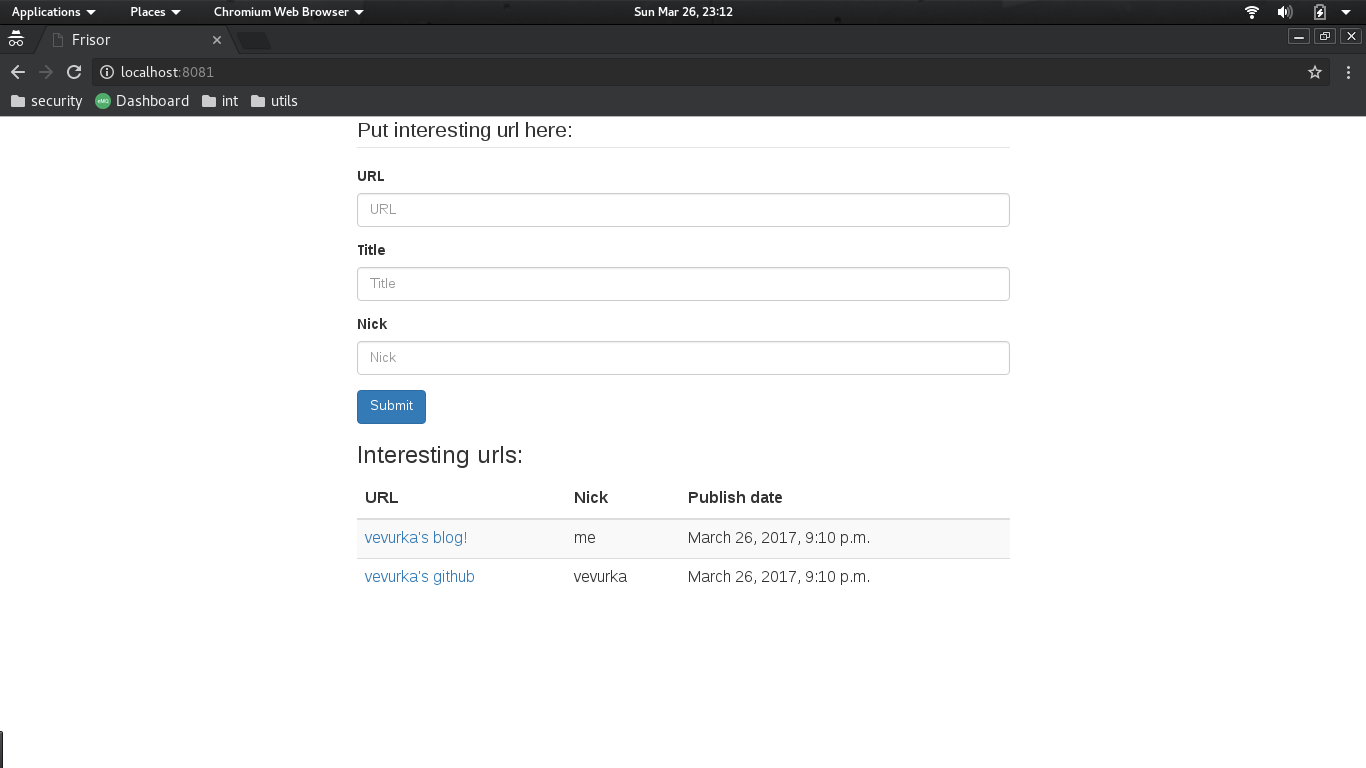 Applications Places Chromium Web Browser Sun Mar 26, 23:12
Frisor
localhost:8081
security Dashboard int utils
Put interesting url here:
URL
URL
Title
Title
Nick
Nick
Submit
Interesting urls:
URL Nick Publish date
vevurka's blog! me March 26, 2017, 9:10 p.m.
vevurka's github vevurka March 26, 2017, 9:10 p.m.